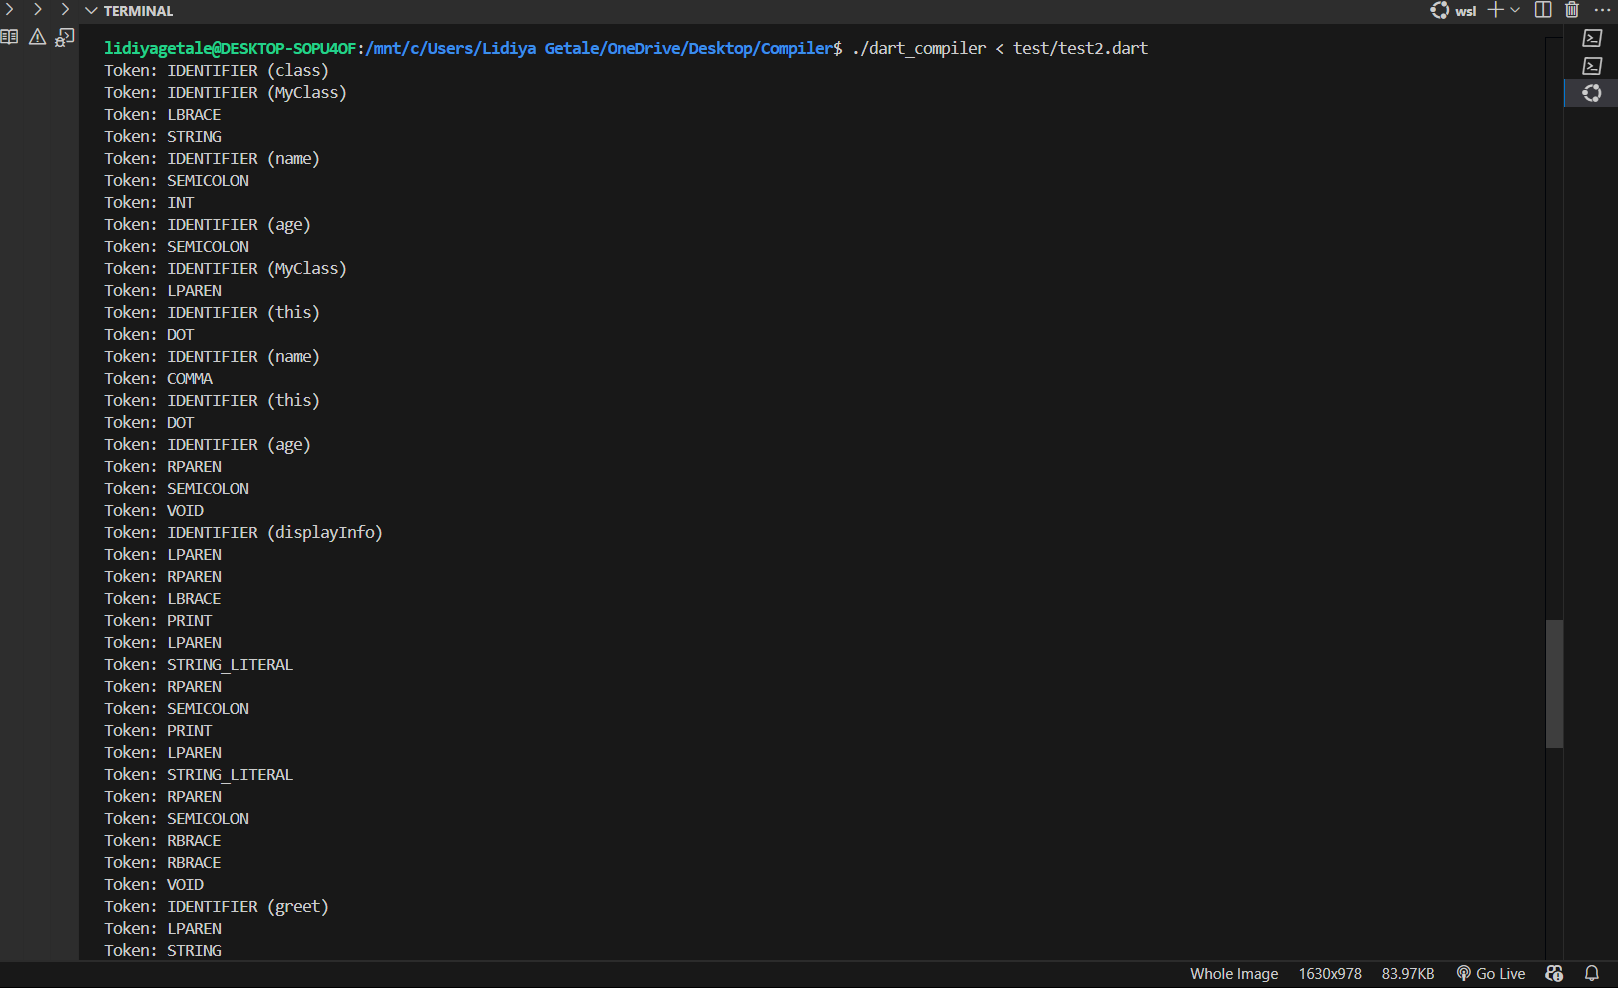 TERMINAL
wsl
lidiyagetale@DESKTOP-SOPU4OF:/mnt/c/Users/Lidiya Getale/OneDrive/Desktop/Compiler$ ./dart_compiler < test/test2.dart
Token: IDENTIFIER (class)
Token: IDENTIFIER (MyClass)
Token: LBRACE
Token: STRING
Token: IDENTIFIER (name)
Token: SEMICOLON
Token: INT
Token: IDENTIFIER (age)
Token: SEMICOLON
Token: IDENTIFIER (MyClass)
Token: LPAREN
Token: IDENTIFIER (this)
Token: DOT
Token: IDENTIFIER (name)
Token: COMMA
Token: IDENTIFIER (this)
Token: DOT
Token: IDENTIFIER (age)
Token: RPAREN
Token: SEMICOLON
Token: VOID
Token: IDENTIFIER (displayInfo)
Token: LPAREN
Token: RPAREN
Token: LBRACE
Token: PRINT
Token: LPAREN
Token: STRING_LITERAL
Token: RPAREN
Token: SEMICOLON
Token: PRINT
Token: LPAREN
Token: STRING_LITERAL
Token: RPAREN
Token: SEMICOLON
Token: RBRACE
Token: RBRACE
Token: VOID
Token: IDENTIFIER (greet)
Token: LPAREN
Token: STRING
Whole Image 1630x978 83.97KB Go Live